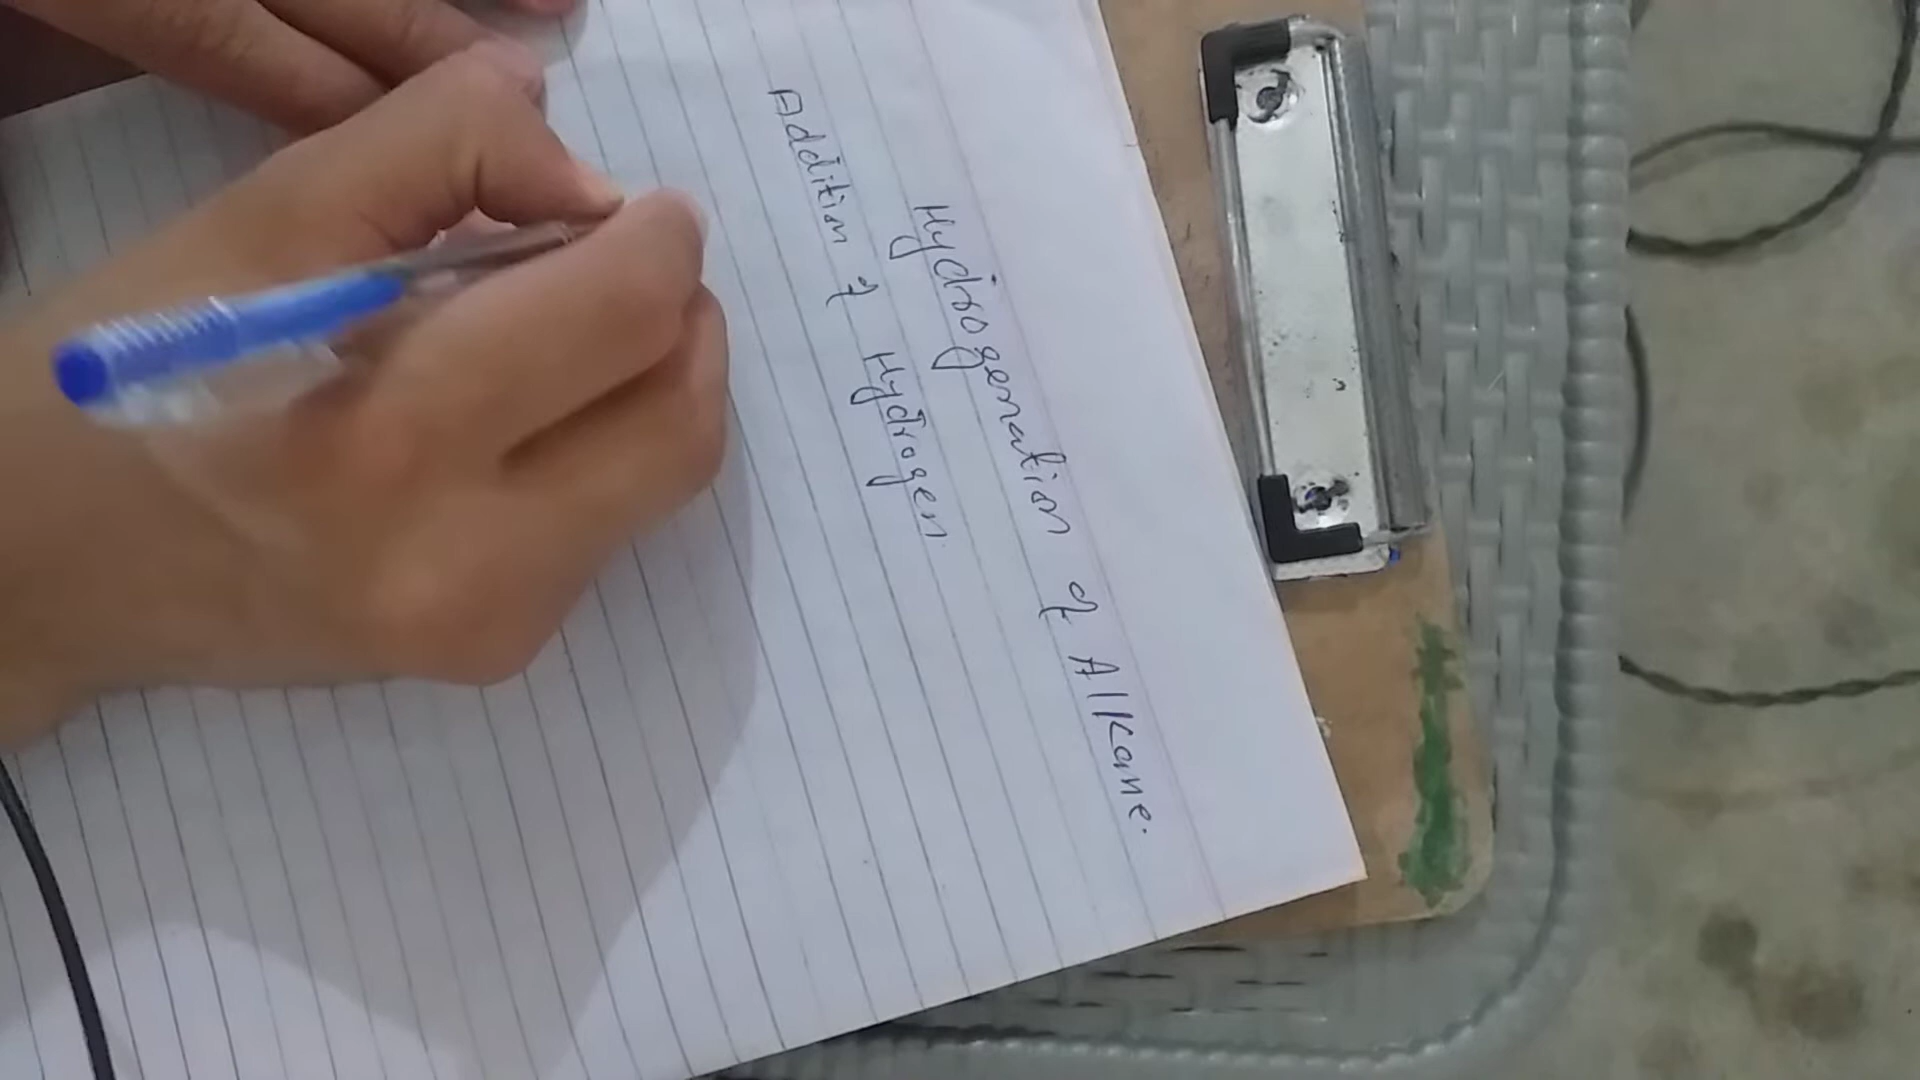 Hydrogenation of Alkane.
Addition of Hydrogen.